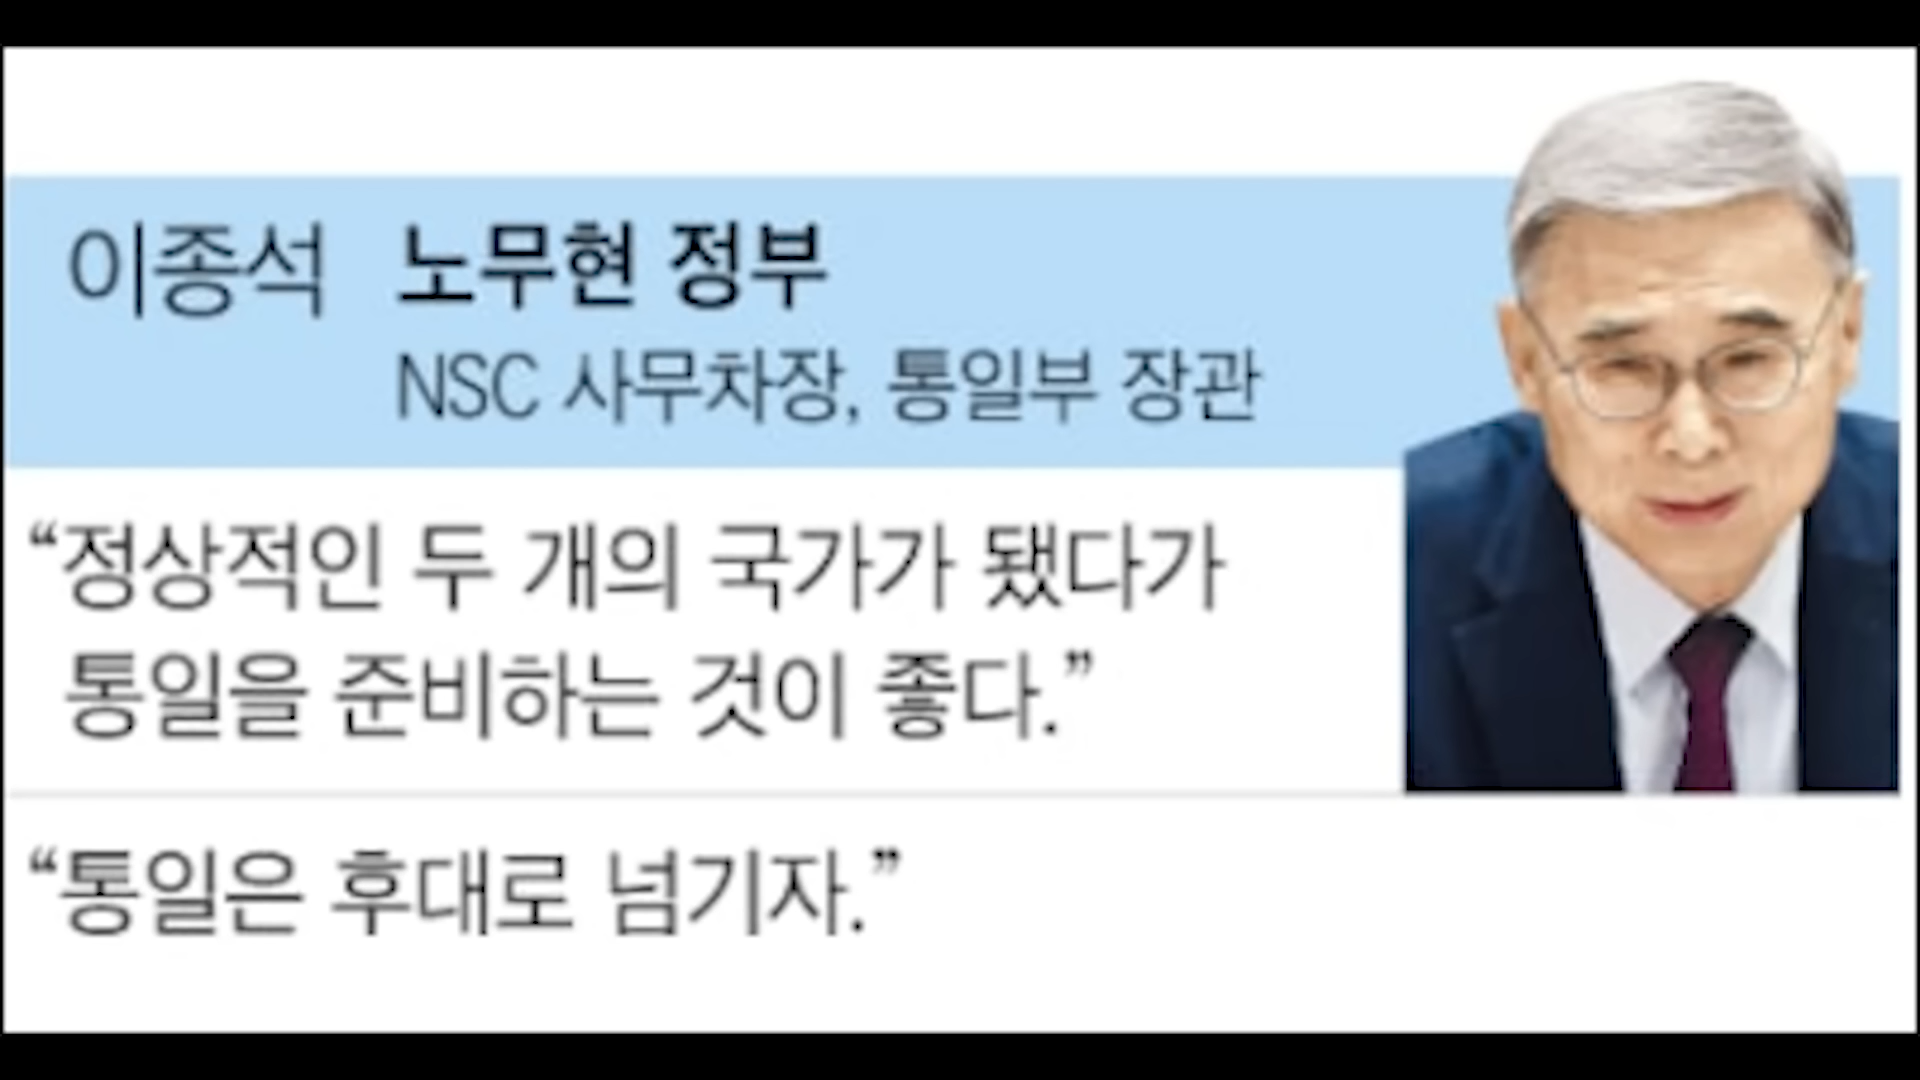 이종석 노무현 정부
NSC 사무차장, 통일부 장관
“정상적인 두 개의 국가가 됐다가
통일을 준비하는 것이 좋다.”
“통일은 후대로 넘기자.”